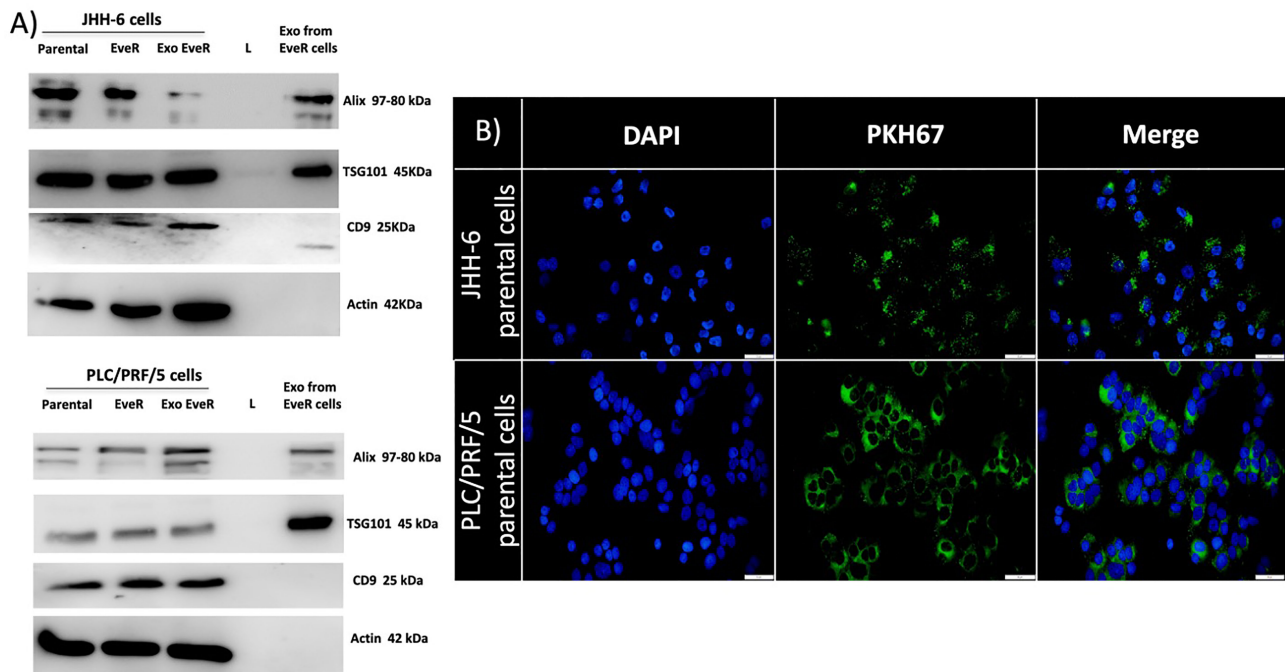 A)
JHH-6 cells
Parental EveR Exo EveR L Exo from EveR cells
Alix 97-80 kDa
TSG101 45KDa
CD9 25KDa
Actin 42KDa
PLC/PRF/5 cells
Parental EveR Exo EveR L Exo from EveR cells
Alix 97-80 kDa
TSG101 45 kDa
CD9 25 kDa
Actin 42 kDa
B) DAPI PKH67 Merge
JHH-6
parental cells
PLC/PRF/5
parental cells